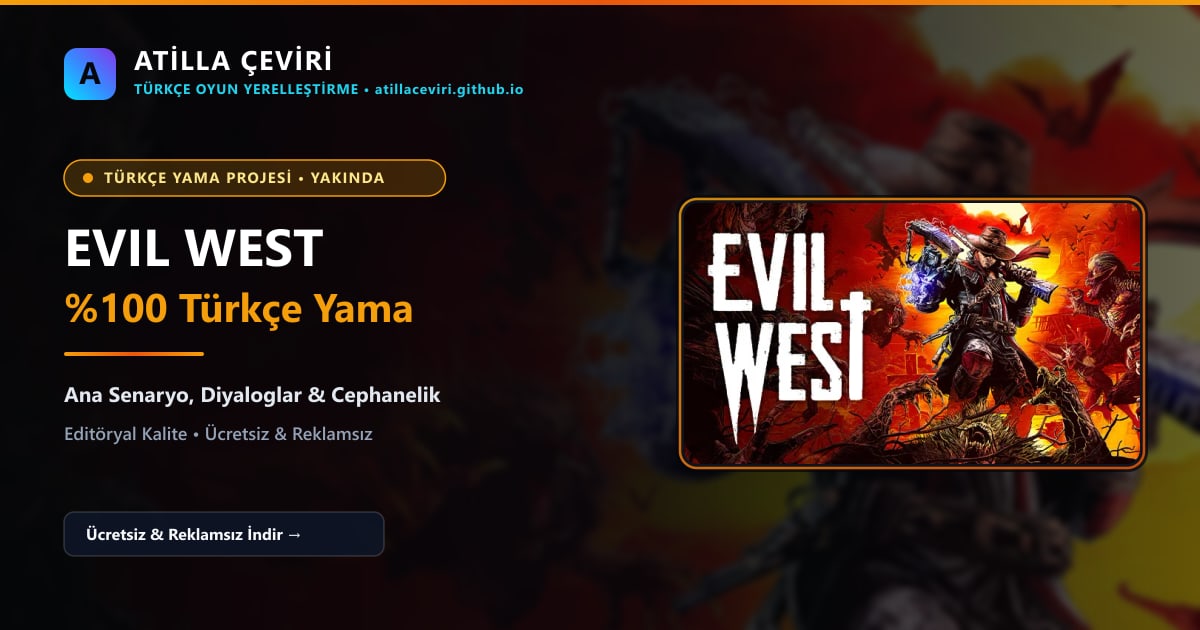 A
ATİLLA ÇEVİRİ
TÜRKÇE OYUN YERELLEŞTİRME • atillaceviri.github.io
TÜRKÇE YAMA PROJESİ • YAKINDA
EVIL WEST
%100 Türkçe Yama
Ana Senaryo, Diyaloglar & Cephanelik
Editöryal Kalite • Ücretsiz & Reklamsız
Ücretsiz & Reklamsız İndir →
EVIL
WEST